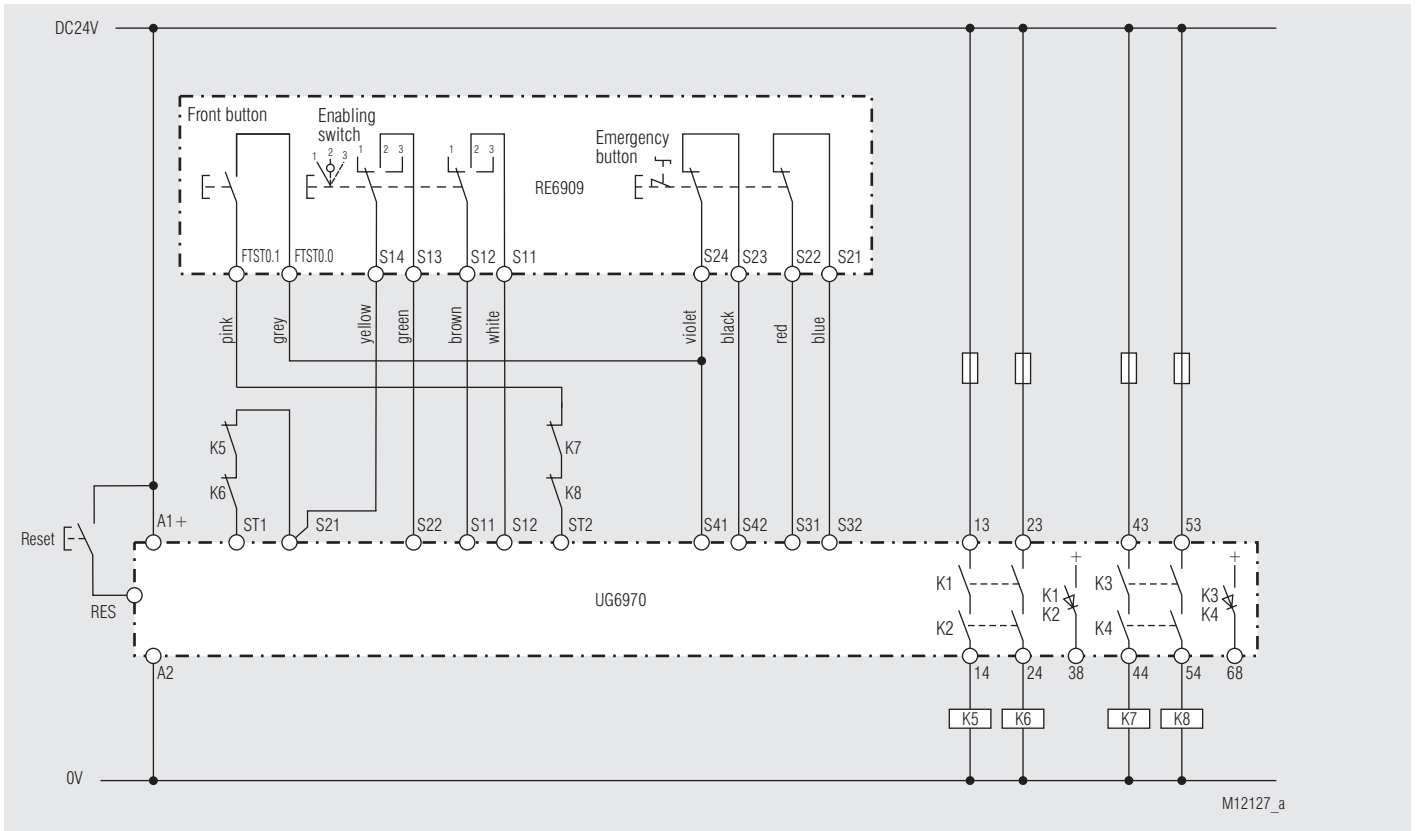 DC24V
Front button
Enabling
switch
1 2 3
1 2 3
1 2 3
Emergency
button
RE6909
FTST0.1 FTST0.0 S14 S13 S12 S11 S24 S23 S22 S21
pink
grey
yellow
green
brown
white
violet
black
red
blue
K5
K6
K7
K8
Reset
A1+ ST1 S21 S22 S11 S12 ST2 S41 S42 S31 S32 13 23 43 53
RES
UG6970
K1
K2
+
K1
K2
K3
K4
+
K3
K4
A2 14 24 38 44 54 68
K5 K6 K7 K8
0V
M12127_a